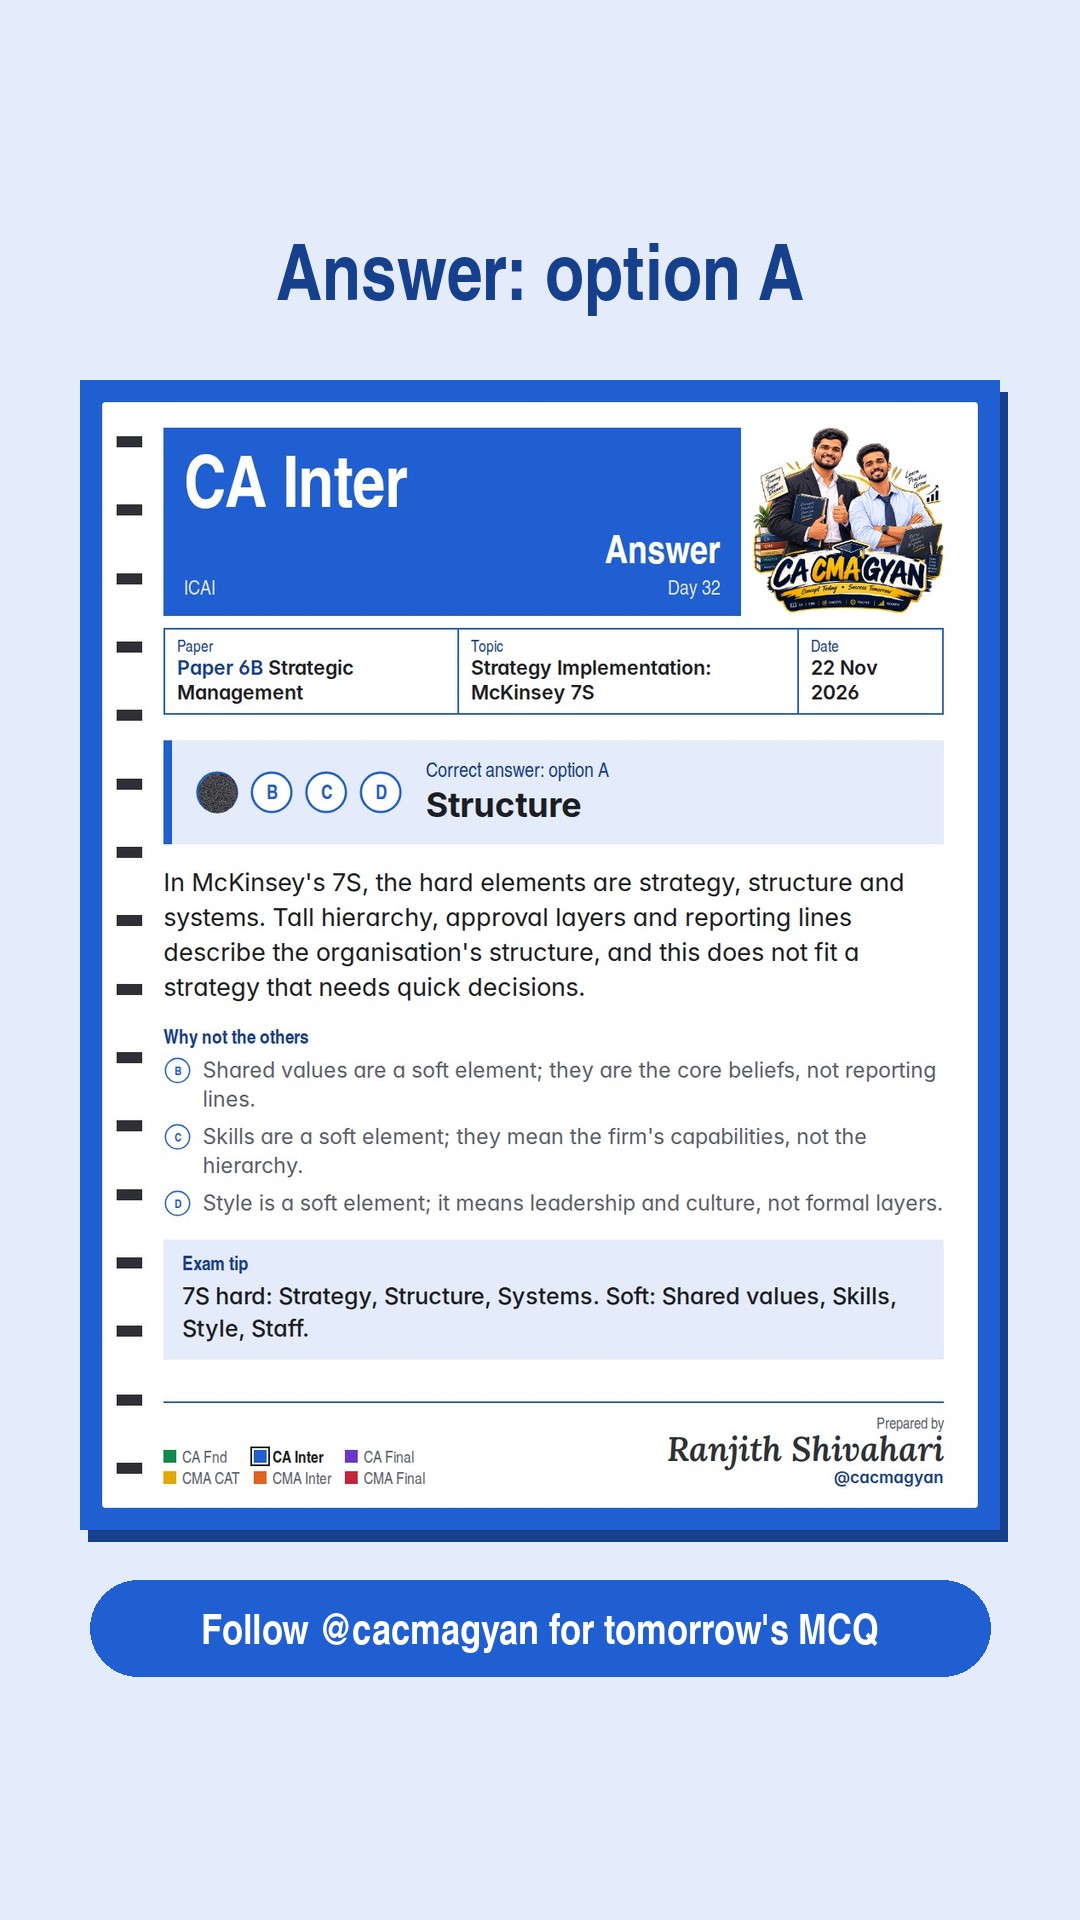 Answer: option A
CA Inter
Answer
ICAI
Day 32
CA CMA GYAN
Concept Today • Success Tomorrow
Paper
Paper 6B Strategic
Management
Topic
Strategy Implementation:
McKinsey 7S
Date
22 Nov
2026
B C D
Correct answer: option A
Structure
In McKinsey's 7S, the hard elements are strategy, structure and
systems. Tall hierarchy, approval layers and reporting lines
describe the organisation's structure, and this does not fit a
strategy that needs quick decisions.
Why not the others
B Shared values are a soft element; they are the core beliefs, not reporting
lines.
C Skills are a soft element; they mean the firm's capabilities, not the
hierarchy.
D Style is a soft element; it means leadership and culture, not formal layers.
Exam tip
7S hard: Strategy, Structure, Systems. Soft: Shared values, Skills,
Style, Staff.
CA Fnd CA Inter CA Final
CMA CAT CMA Inter CMA Final
Prepared by
Ranjith Shivahari
@cacmagyan
Follow @cacmagyan for tomorrow's MCQ